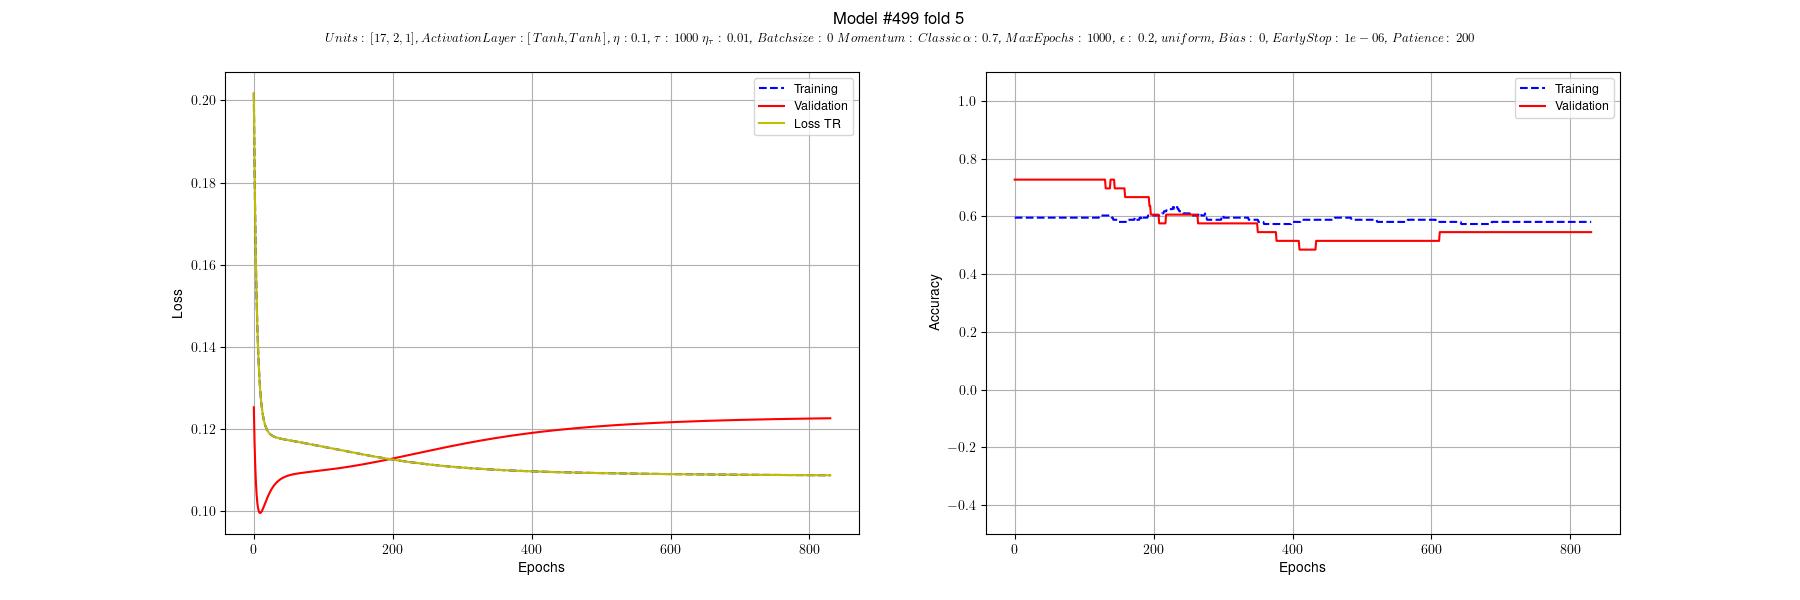 Model #499 fold 5
Units : [17, 2, 1], ActivationLayer : [Tanh, Tanh], η : 0.1, τ : 1000 ητ : 0.01, Batchsize : 0 Momentum : Classic α : 0.7, MaxEpochs : 1000, ϵ : 0.2, uniform, Bias : 0, EarlyStop : 1e − 06, Patience : 200
Training
Validation
Loss TR
0.20
0.18
0.16
0.14
0.12
0.10
Loss
0
200
400
600
800
Epochs
Training
Validation
1.0
0.8
0.6
0.4
0.2
0.0
−0.2
−0.4
Accuracy
0
200
400
600
800
Epochs